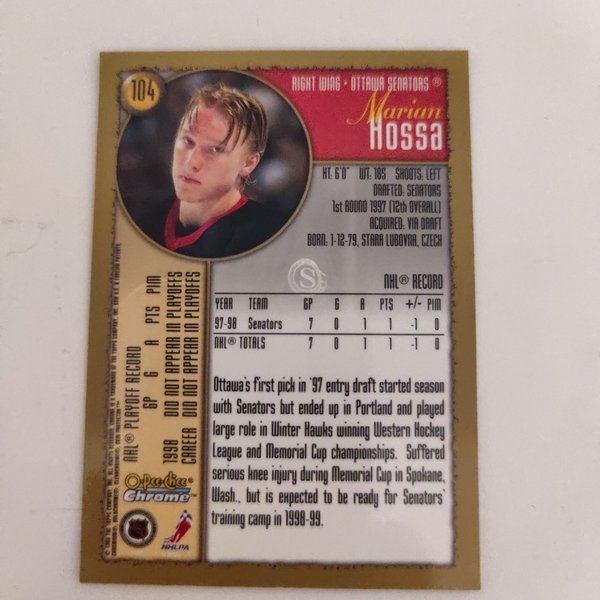 104
RIGHT WING • OTTAWA SENATORS ®
Marian
Hossa
HT: 6'0" WT: 185 SHOOTS: LEFT
DRAFTED: SENATORS
1st ROUND 1997 (12th OVERALL)
ACQUIRED: VIA DRAFT
BORN: 1-12-79, STARA LUBOVNA, CZECH
NHL® RECORD
YEAR TEAM GP G A PTS +/- PIM
97-98 Senators 7 0 1 1 -1 0
NHL® TOTALS 7 0 1 1 -1 0
Ottawa's first pick in '97 entry draft started season
with Senators but ended up in Portland and played
large role in Winter Hawks winning Western Hockey
League and Memorial Cup championships. Suffered
serious knee injury during Memorial Cup in Spokane,
Wash., but is expected to be ready for Senators'
training camp in 1998-99.
NHL® PLAYOFF RECORD
GP G A PTS PIM
1998 DID NOT APPEAR IN PLAYOFFS
CAREER DID NOT APPEAR IN PLAYOFFS
O-Pee-Chee®
Chrome™
NHLPA